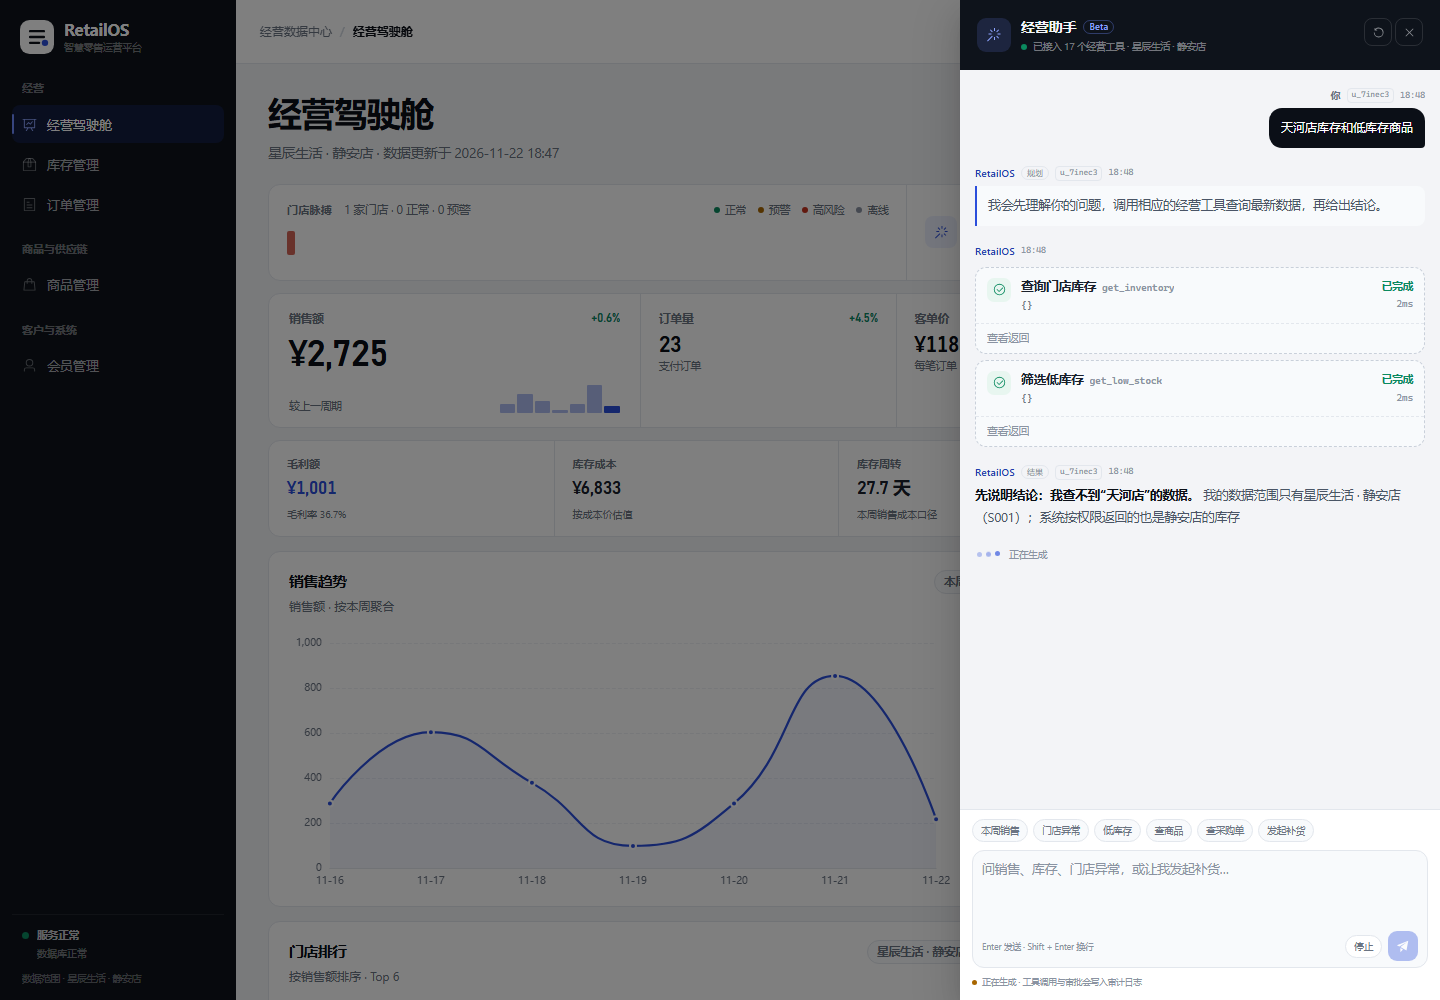 RetailOS
智慧零售运营平台
经营
经营驾驶舱
库存管理
订单管理
商品与供应链
商品管理
客户与系统
会员管理
服务正常
数据库正常
数据范围 · 星辰生活 · 静安店
经营数据中心 / 经营驾驶舱
经营驾驶舱
星辰生活 · 静安店 · 数据更新于 2026-11-22 18:47
门店脉搏 1 家门店 · 0 正常 · 0 预警
正常 预警 高风险 离线
销售额 +0.6%
¥2,725
较上一周期
订单量 +4.5%
23
支付订单
客单价
¥118
每笔订单
毛利额
¥1,001
毛利率 36.7%
库存成本
¥6,833
按成本价估值
库存周转
27.7 天
本周销售成本口径
销售趋势
本周
销售额 · 按本周聚合
1,000
800
600
400
200
0
11-16 11-17 11-18 11-19 11-20 11-21 11-22
门店排行
星辰生活 · 静安店
按销售额排序 · Top 6
经营助手 Beta
已接入 17 个经营工具 · 星辰生活 · 静安店
你 u_7inec3 18:48
天河店库存和低库存商品
RetailOS 规划 u_7inec3 18:48
我会先理解你的问题，调用相应的经营工具查询最新数据，再给出结论。
RetailOS 18:48
查询门店库存 get_inventory 已完成
{} 2ms
查看返回
筛选低库存 get_low_stock 已完成
{} 2ms
查看返回
RetailOS 结果 u_7inec3 18:48
先说明结论：我查不到“天河店”的数据。 我的数据范围只有星辰生活 · 静安店
（S001）；系统按权限返回的也是静安店的库存
正在生成
本周销售 门店异常 低库存 查商品 查采购单 发起补货
问销售、库存、门店异常，或让我发起补货...
Enter 发送 · Shift + Enter 换行 停止
正在生成 · 工具调用与审批会写入审计日志